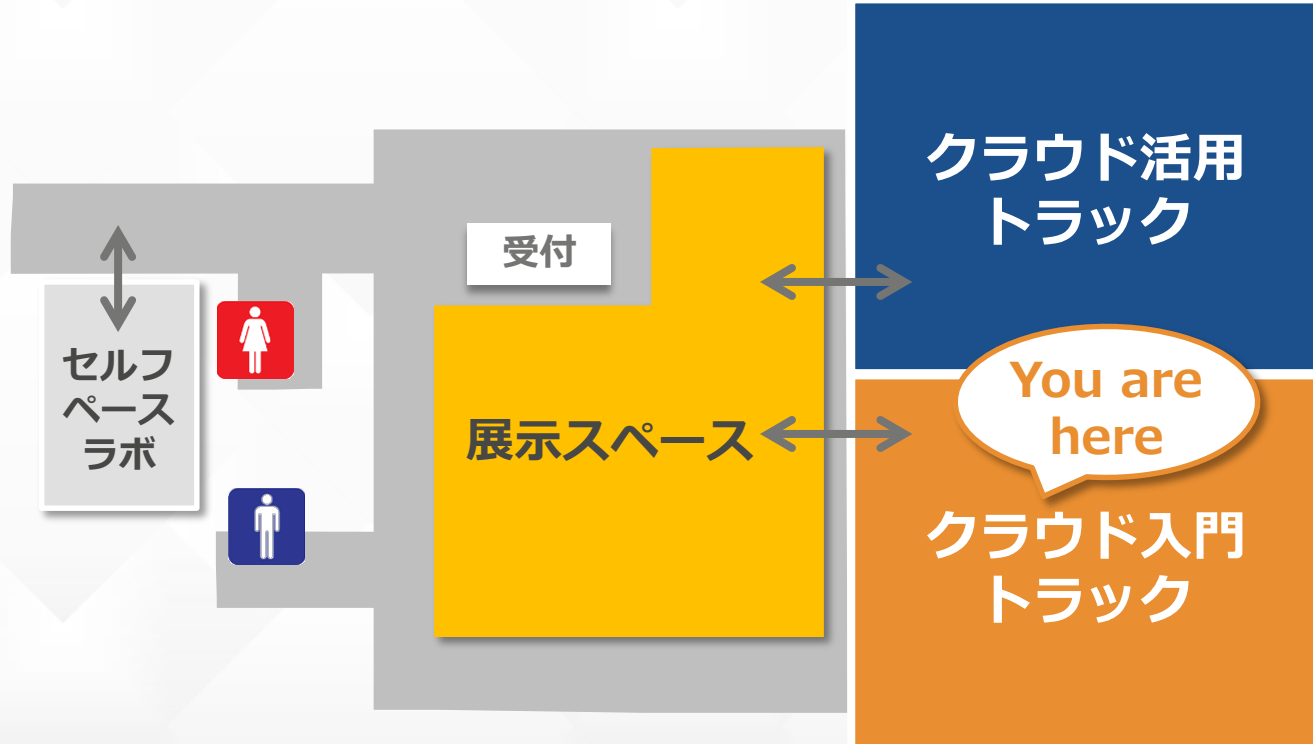 クラウド活用
トラック
受付
セルフ
ペース
ラボ
展示スペース
You are
here
クラウド入門
トラック